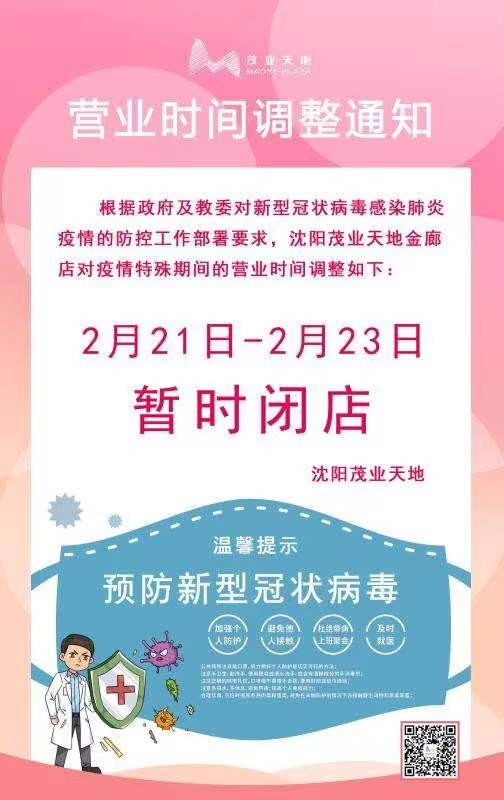 茂业天地
MAOYE PLAZA
营业时间调整通知
根据政府及教委对新型冠状病毒感染肺炎
疫情的防控工作部署要求，沈阳茂业天地金廊
店对疫情特殊期间的营业时间调整如下：
2月21日-2月23日
暂时闭店
沈阳茂业天地
温馨提示
预防新型冠状病毒
加强个
人防护
避免他
人接触
杜绝带病
上班聚会
及时
就医